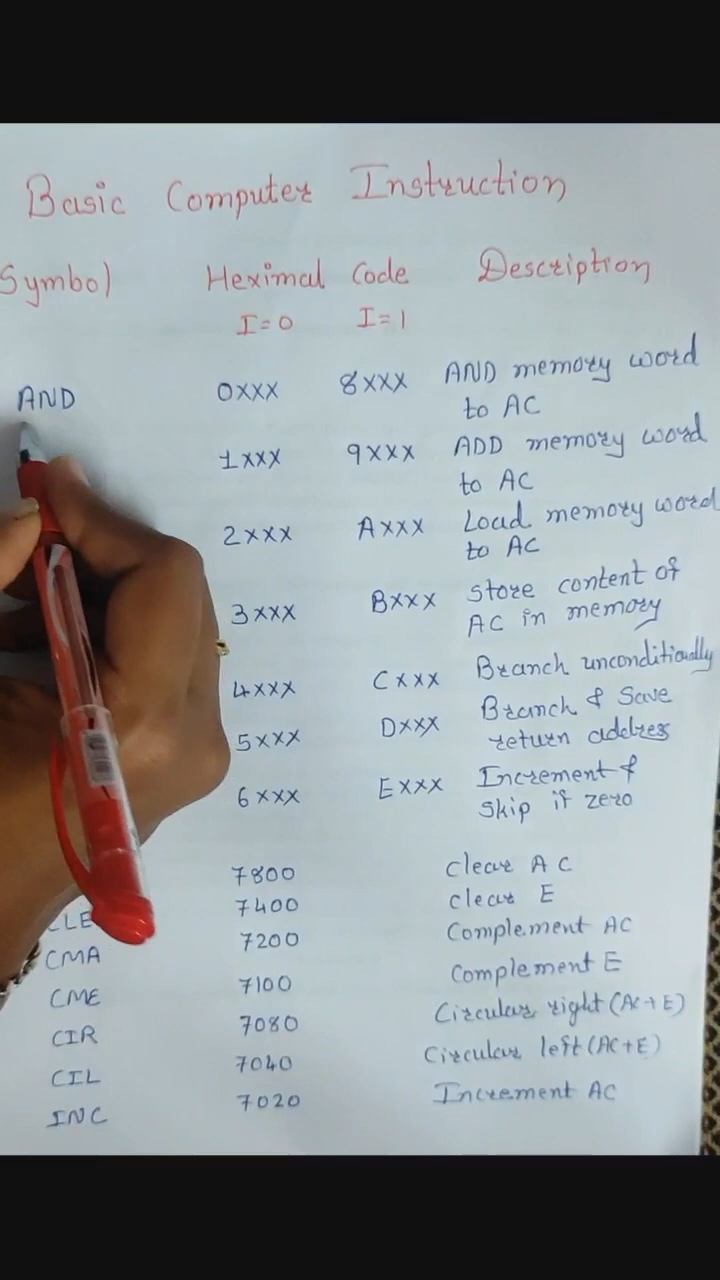 Basic Computer Instruction
Symbol Heximal Code Description
I=0 I=1
AND 0XXX 8XXX AND memory word
to AC
1XXX 9XXX ADD memory word
to AC
2XXX AXXX Load memory word
to AC
3XXX BXXX Store content of
AC in memory
4XXX CXXX Branch unconditionally
5XXX DXXX Branch & Save
return address
6XXX EXXX Increment &
Skip if zero
7800 Clear AC
CLE 7400 Clear E
CMA 7200 Complement AC
CME 7100 Complement E
CIR 7080 Circular right (AC+E)
CIL 7040 Circular left (AC+E)
INC 7020 Increment AC